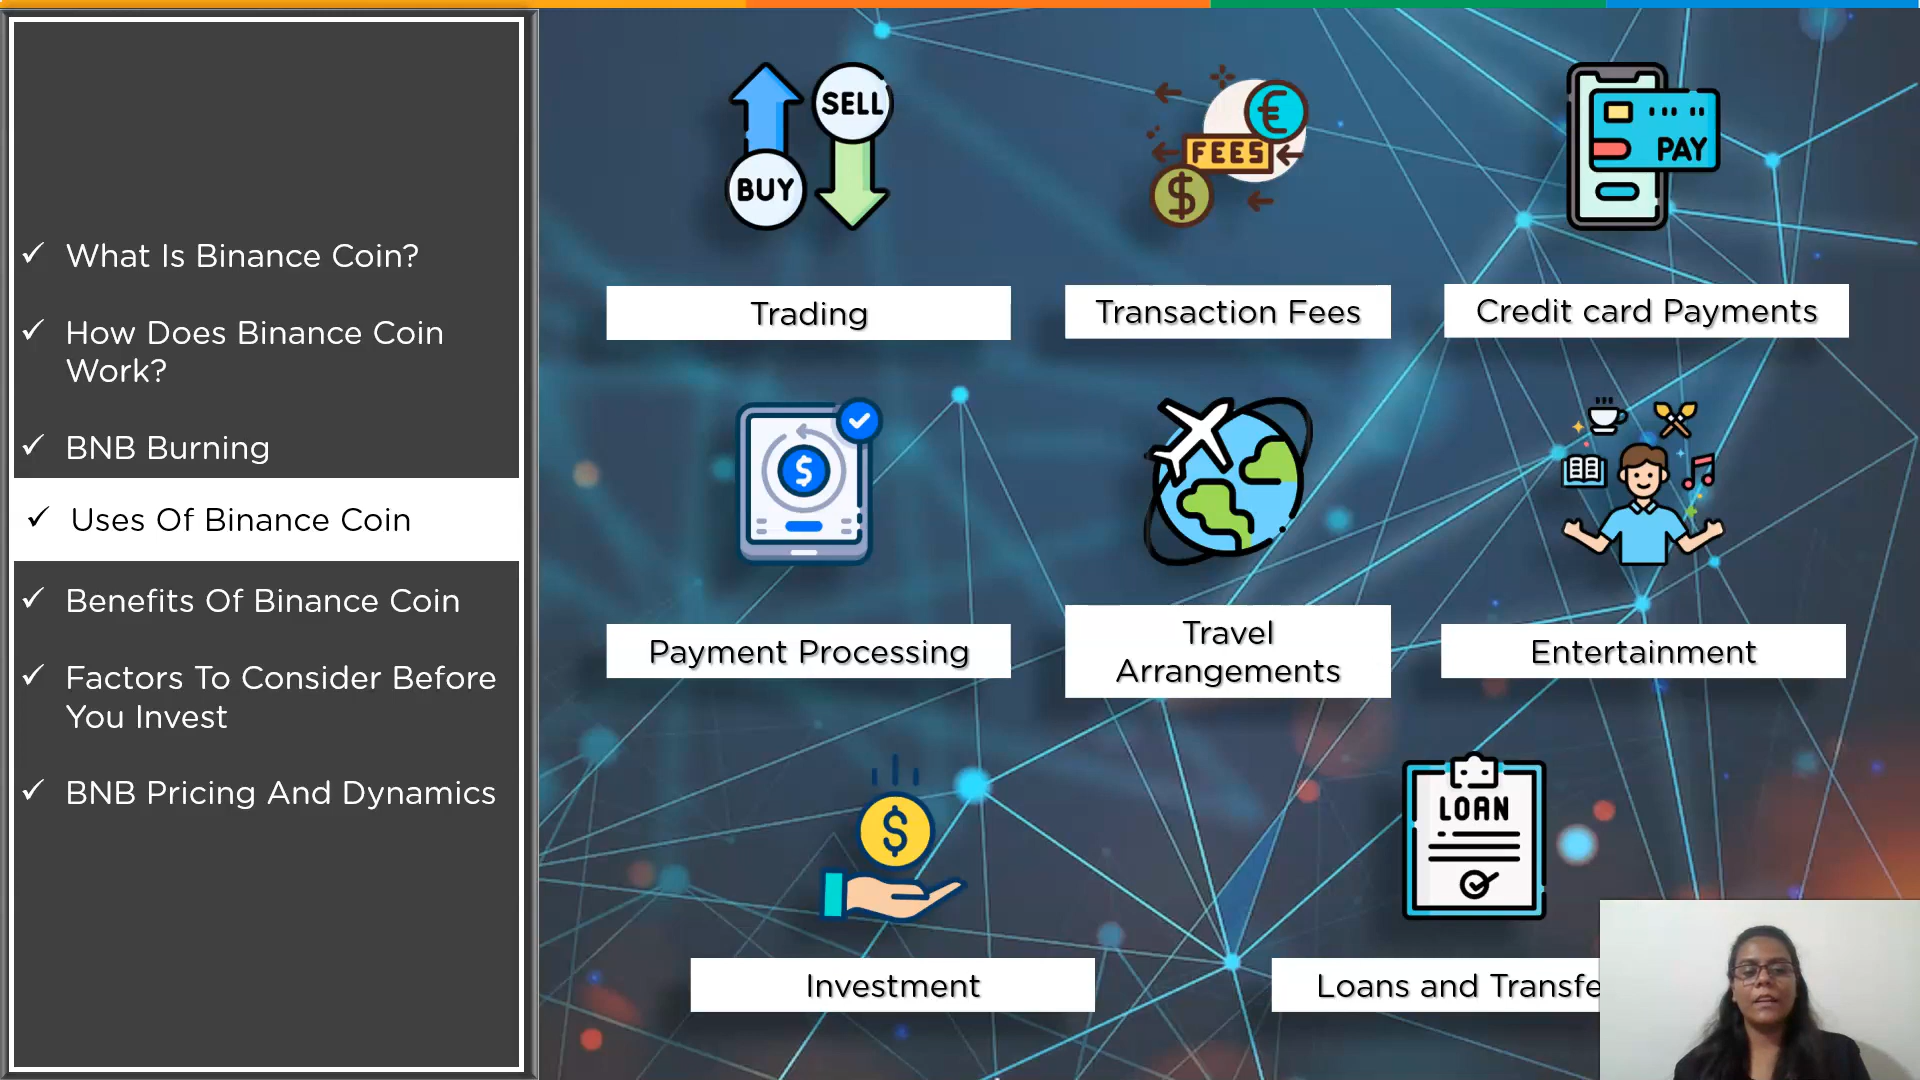 What Is Binance Coin?
How Does Binance Coin
Work?
BNB Burning
Uses Of Binance Coin
Benefits Of Binance Coin
Factors To Consider Before
You Invest
BNB Pricing And Dynamics
SELL
BUY
FEES
PAY
Trading
Transaction Fees
Credit card Payments
Payment Processing
Travel
Arrangements
Entertainment
LOAN
Investment
Loans and Transfe